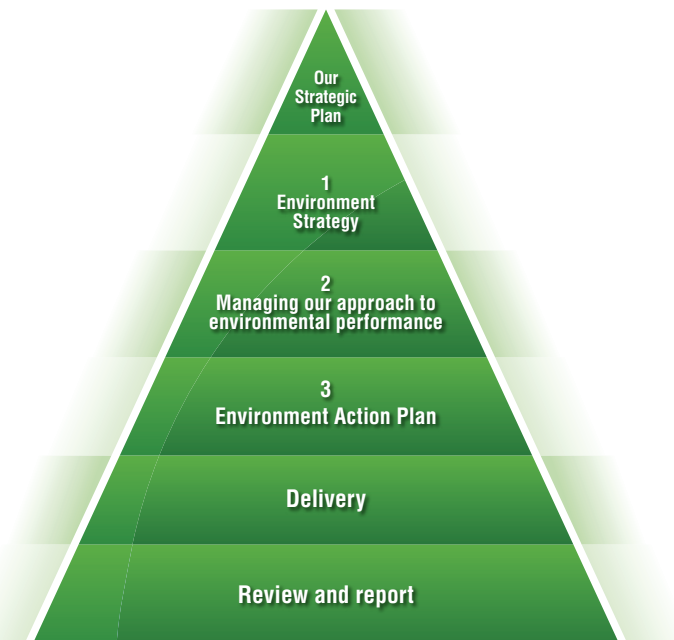 Our
Strategic
Plan
1
Environment
Strategy
2
Managing our approach to
environmental performance
3
Environment Action Plan
Delivery
Review and report